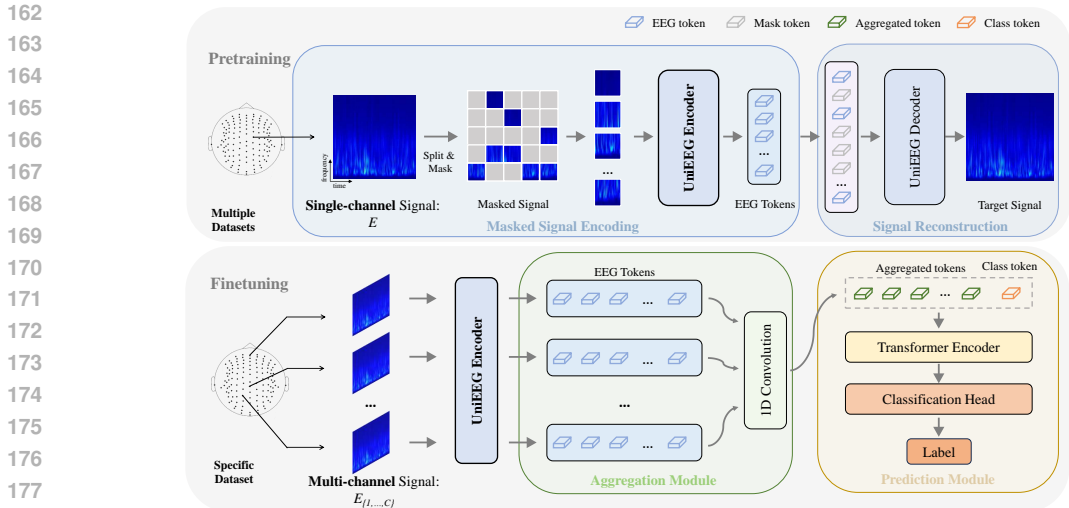 162
163
164
165
166
167
168
169
170
171
172
173
174
175
176
177
EEG token
Mask token
Aggregated token
Class token
Pretraining
Multiple
Datasets
frequency
time
Single-channel Signal:
E
Split &
Mask
Masked Signal
...
UniEEG Encoder
...
EEG Tokens
Masked Signal Encoding
...
UniEEG Decoder
Target Signal
Signal Reconstruction
Finetuning
Specific
Dataset
...
Multi-channel Signal:
E{1,...,C}
UniEEG Encoder
EEG Tokens
...
...
...
...
1D Convolution
Aggregation Module
Aggregated tokens
Class token
...
Transformer Encoder
Classification Head
Label
Prediction Module